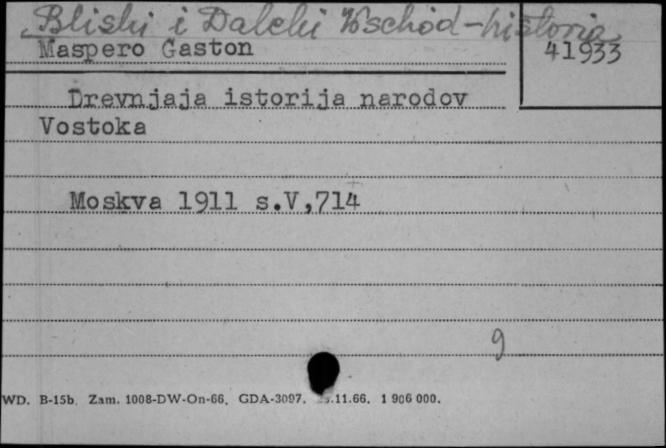 Bliski i Daleki Wschód - historia
Maspero Gaston
41933
Drevnjaja istorija narodov
Vostoka
Moskva 1911 s.V,714
9
WD. B-15b. Zam. 1008-DW-On-66. GDA-3097. .11.66. 1 906 000.